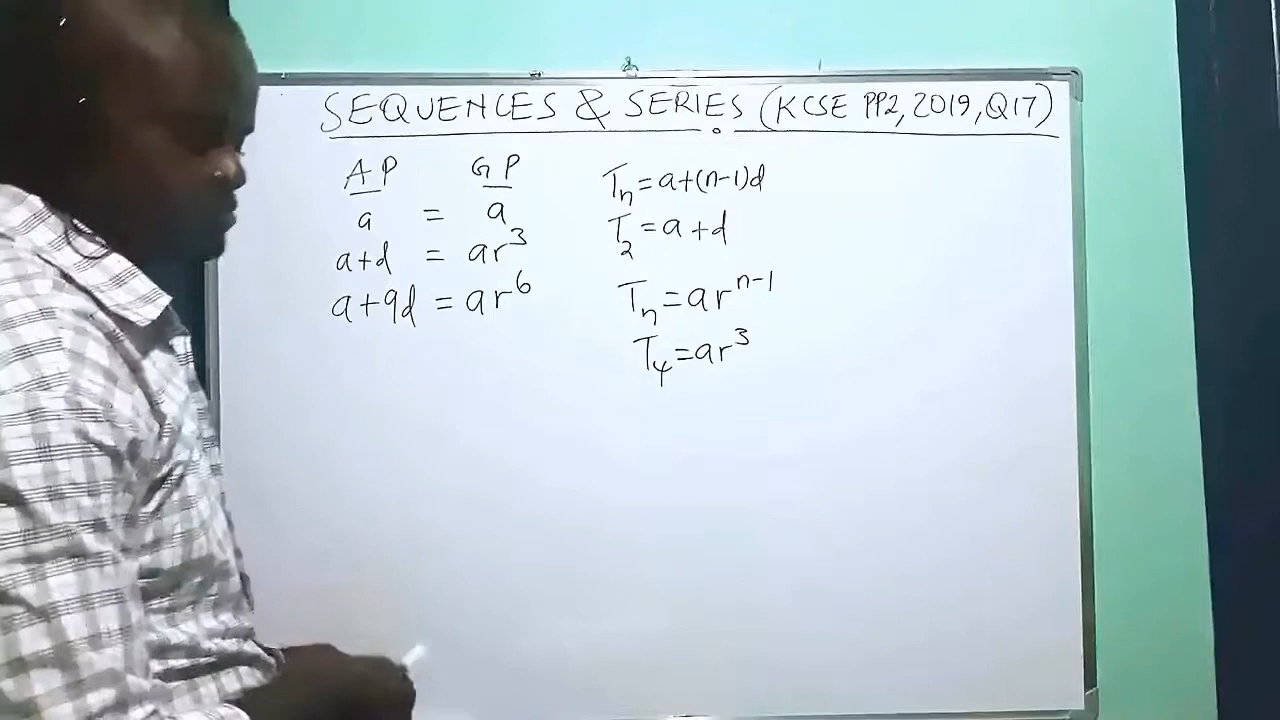 SEQUENCES & SERIES (KCSE PP2, 2019, Q17)
AP GP
a = a
a+d = ar³
a+9d = ar⁶
Tₙ=a+(n-1)d
T₂=a+d
Tₙ=arⁿ⁻¹
T₄=ar³